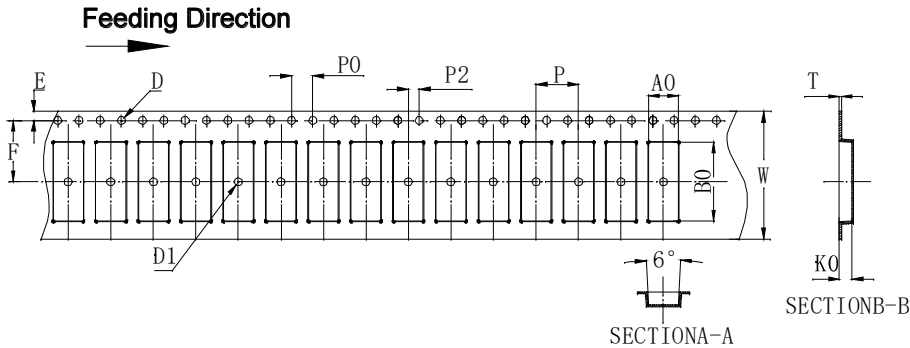 Feeding Direction
E
D
P0
P2
P
A0
T
F
B0
W
D1
6°
K0
SECTIONA-A
SECTIONB-B